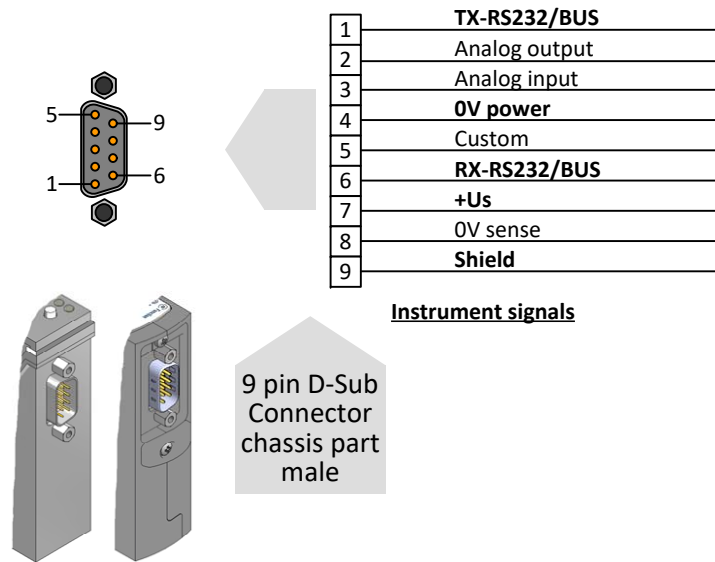 5
9
1
6
1 TX-RS232/BUS
2 Analog output
3 Analog input
4 0V power
5 Custom
6 RX-RS232/BUS
7 +Us
8 0V sense
9 Shield
Instrument signals
9 pin D-Sub
Connector
chassis part
male